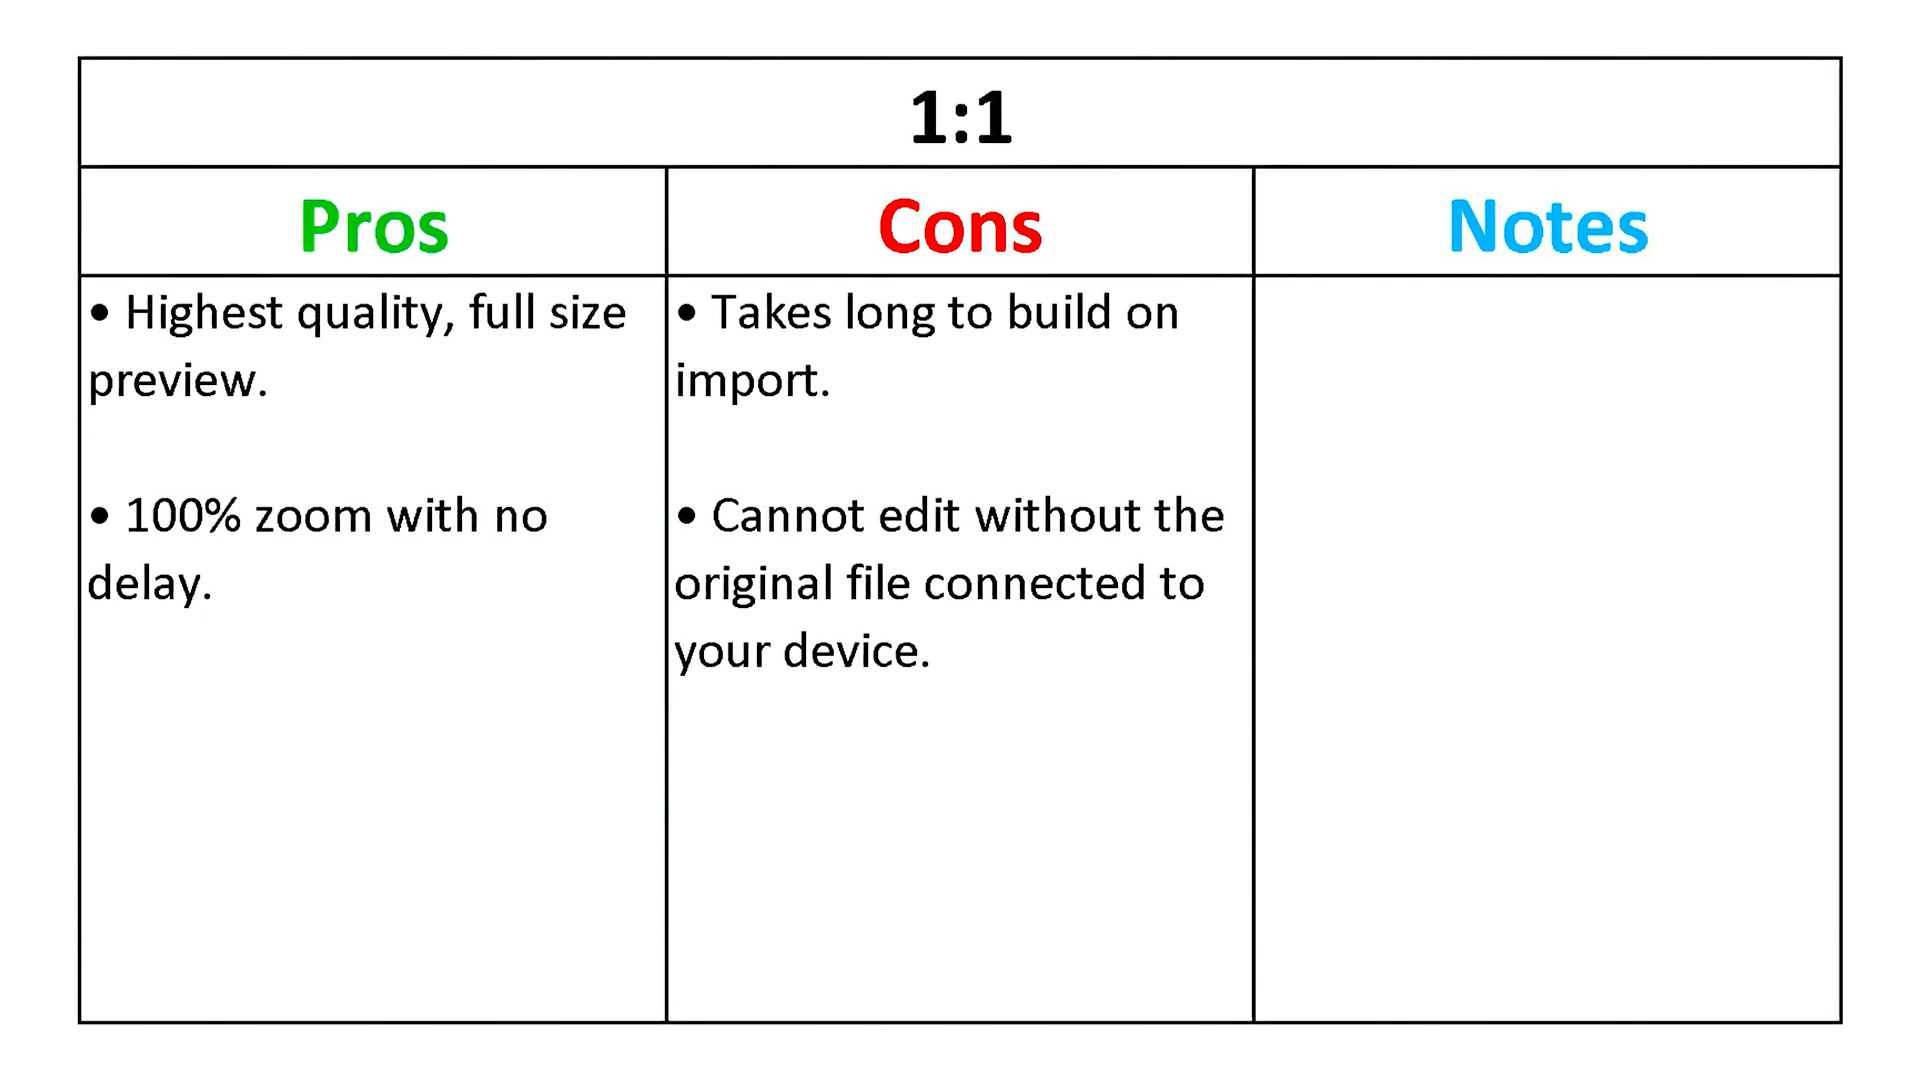 1:1
Pros
Cons
Notes
• Highest quality, full size
preview.
• 100% zoom with no
delay.
• Takes long to build on
import.
• Cannot edit without the
original file connected to
your device.